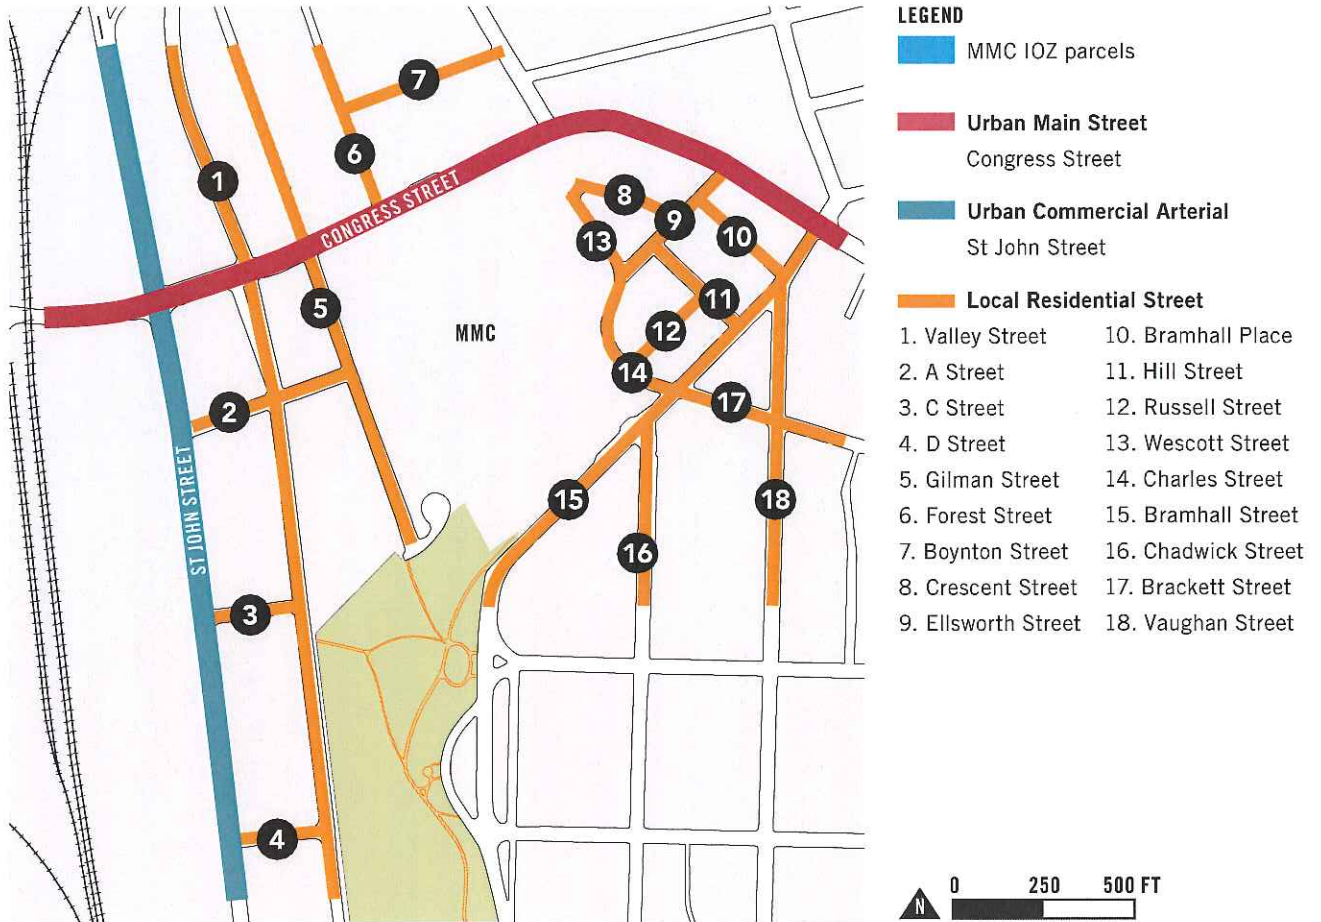 7
6
1
CONGRESS STREET
8
9
10
13
5
11
MMC
12
14
17
2
ST JOHN STREET
15
18
16
3
4
LEGEND
MMC IOZ parcels
Urban Main Street
Congress Street
Urban Commercial Arterial
St John Street
Local Residential Street
1. Valley Street
2. A Street
3. C Street
4. D Street
5. Gilman Street
6. Forest Street
7. Boynton Street
8. Crescent Street
9. Ellsworth Street
10. Bramhall Place
11. Hill Street
12. Russell Street
13. Wescott Street
14. Charles Street
15. Bramhall Street
16. Chadwick Street
17. Brackett Street
18. Vaughan Street
N
0 250 500 FT